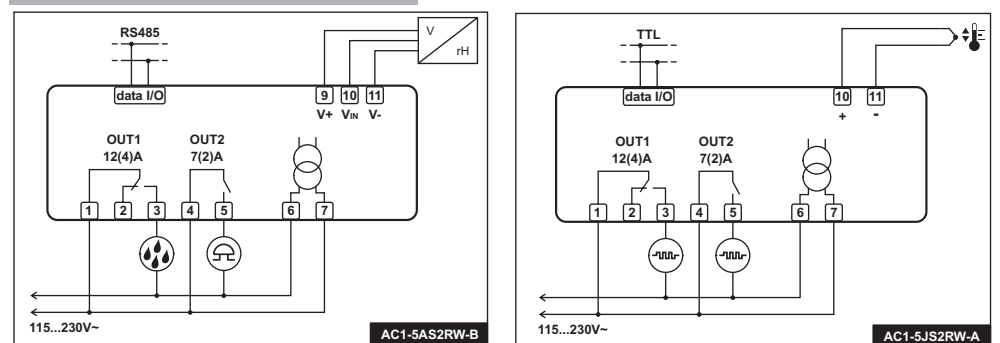 RS485
V
rH
data I/O
9 10 11
V+ VIN V-
OUT1 OUT2
12(4)A 7(2)A
1 2 3 4 5 6 7
115...230V~
AC1-5AS2RW-B
TTL
data I/O
10 11
+ -
OUT1 OUT2
12(4)A 7(2)A
1 2 3 4 5 6 7
115...230V~
AC1-5JS2RW-A